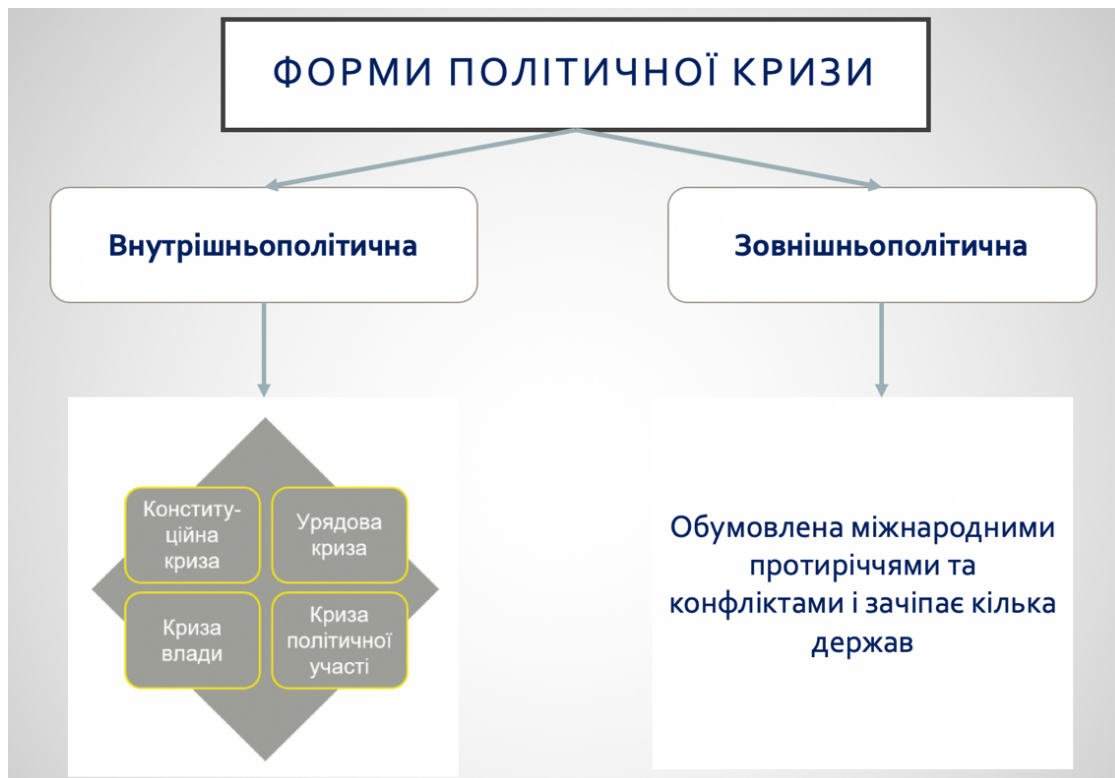 ФОРМИ ПОЛІТИЧНОЇ КРИЗИ
Внутрішньополітична
Зовнішньополітична
Конститу-
ційна
криза
Урядова
криза
Криза
влади
Криза
політичної
участі
Обумовлена міжнародними
протиріччями та
конфліктами і зачіпає кілька
держав